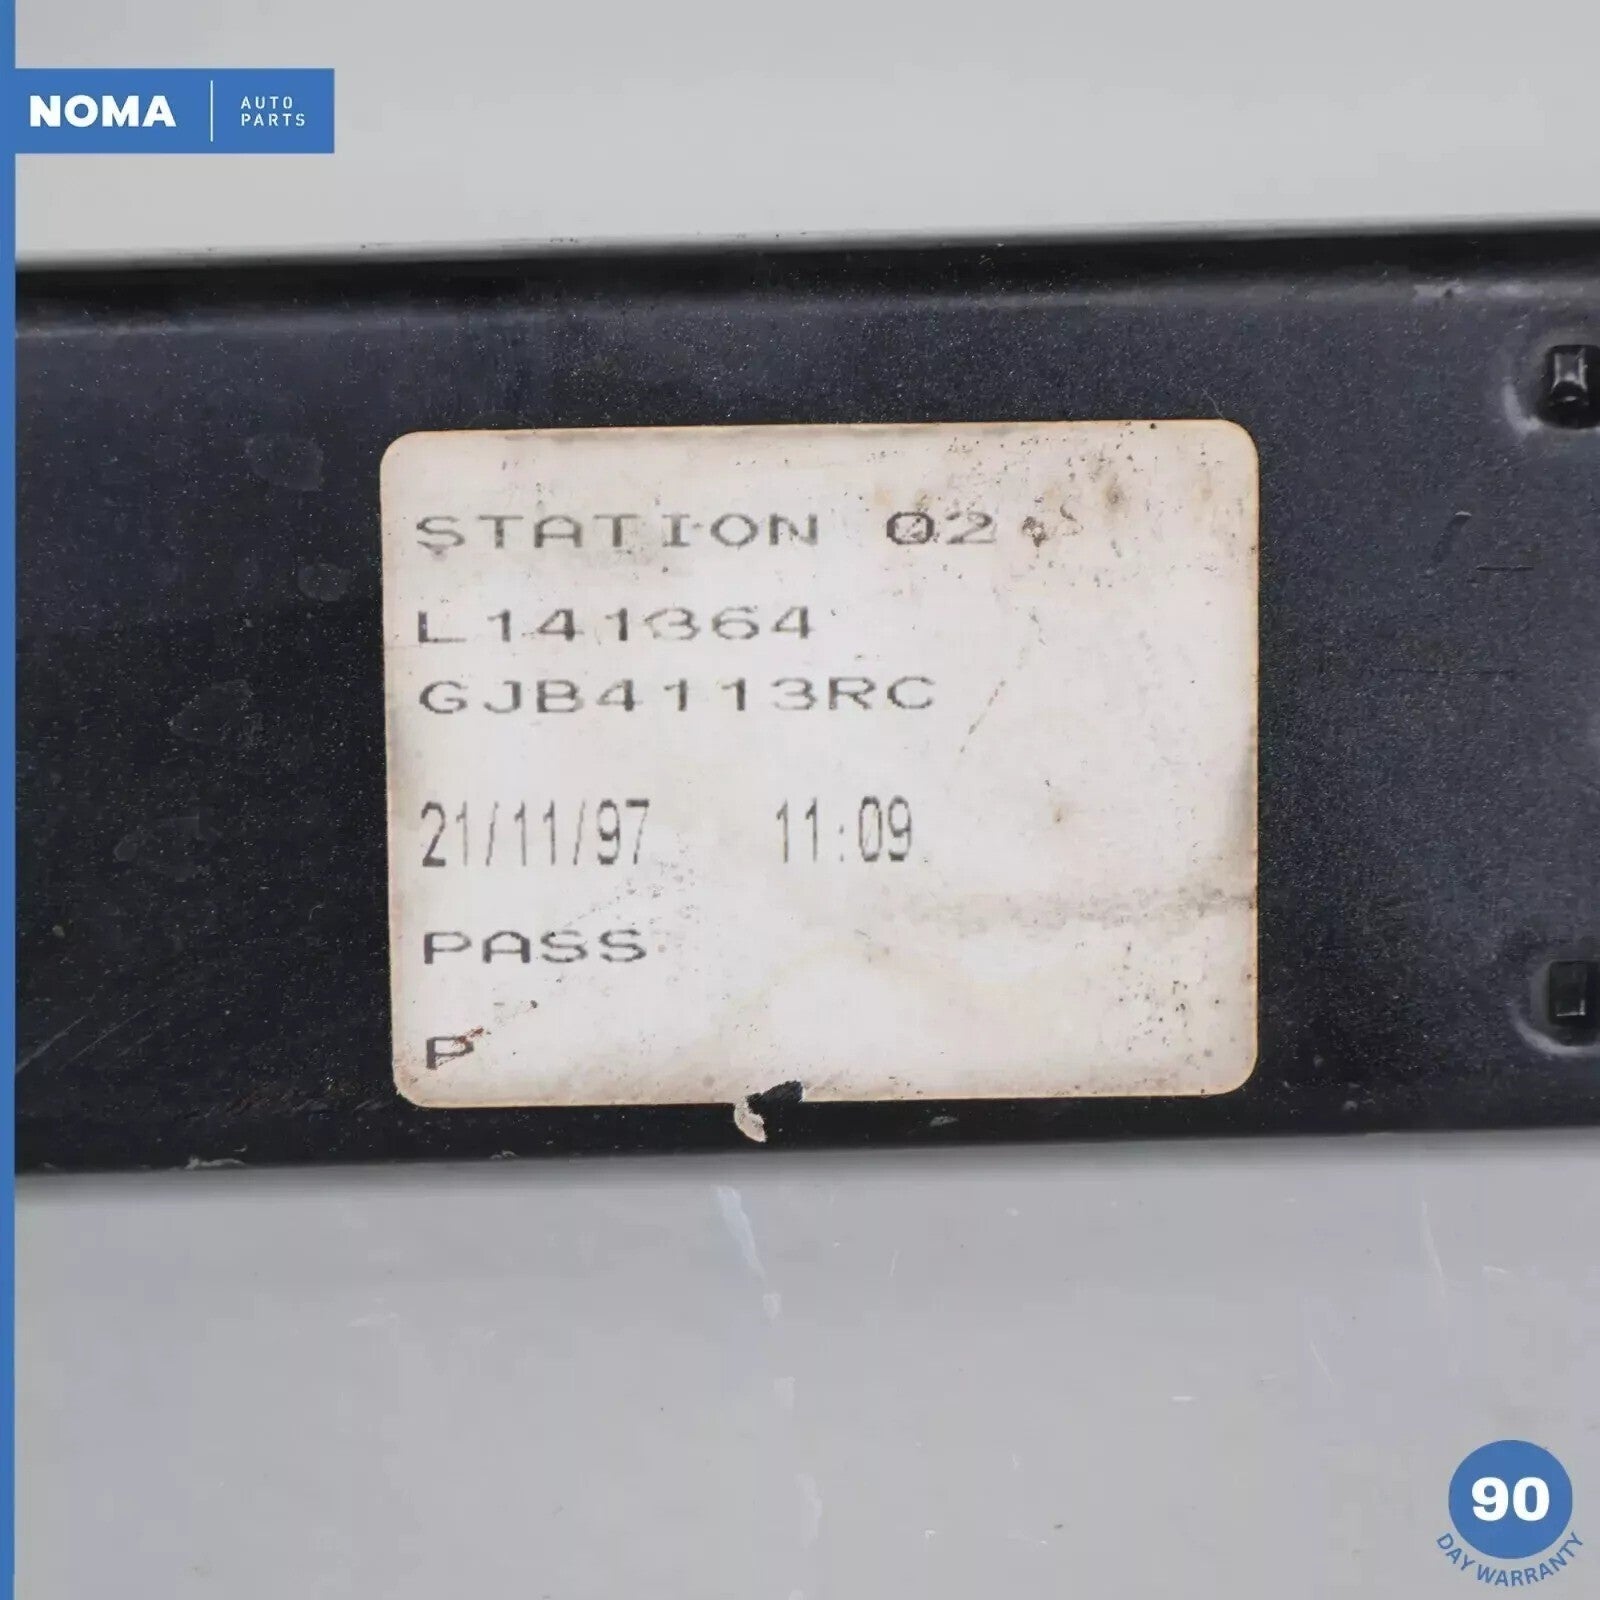 NOMA
AUTO
PARTS
STATION 02
L141364
GJB4113RC
21/11/97 11:09
PASS
P
90
DAY WARRANTY